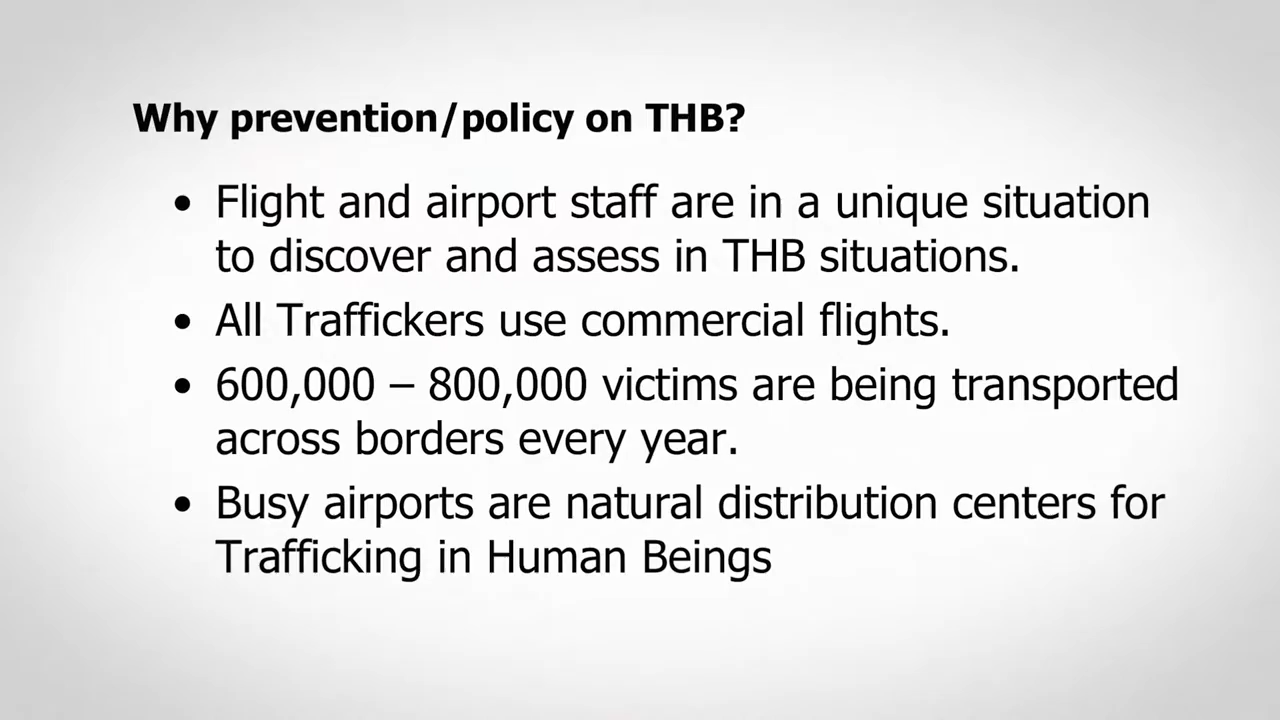 Why prevention/policy on THB?
• Flight and airport staff are in a unique situation
to discover and assess in THB situations.
• All Traffickers use commercial flights.
• 600,000 – 800,000 victims are being transported
across borders every year.
• Busy airports are natural distribution centers for
Trafficking in Human Beings